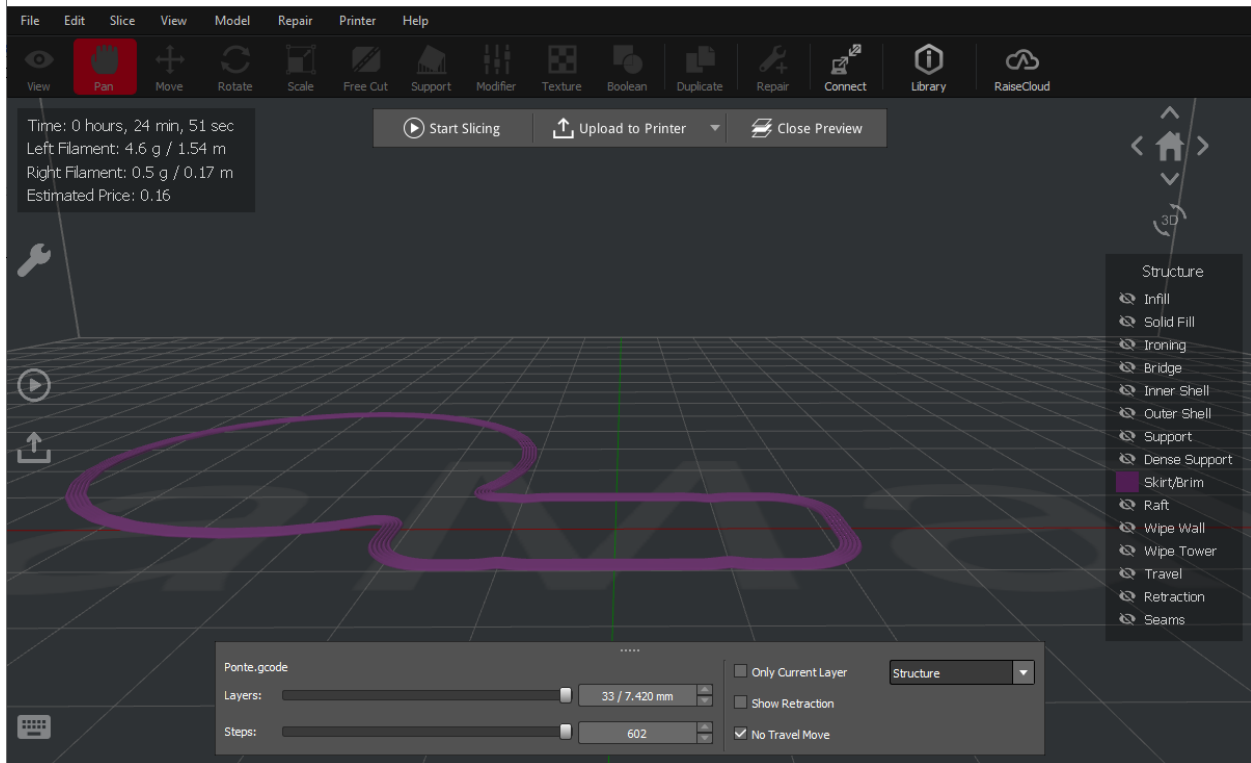 File Edit Slice View Model Repair Printer Help
View Pan Move Rotate Scale Free Cut Support Modifier Texture Boolean Duplicate Repair Connect Library RaiseCloud
Time: 0 hours, 24 min, 51 sec
Left Filament: 4.6 g / 1.54 m
Right Filament: 0.5 g / 0.17 m
Estimated Price: 0.16
Start Slicing Upload to Printer Close Preview
3D
Structure
Infill
Solid Fill
Ironing
Bridge
Inner Shell
Outer Shell
Support
Dense Support
Skirt/Brim
Raft
Wipe Wall
Wipe Tower
Travel
Retraction
Seams
Ponte.gcode
Layers: 33 / 7.420 mm
Steps: 602
Only Current Layer Structure
Show Retraction
No Travel Move